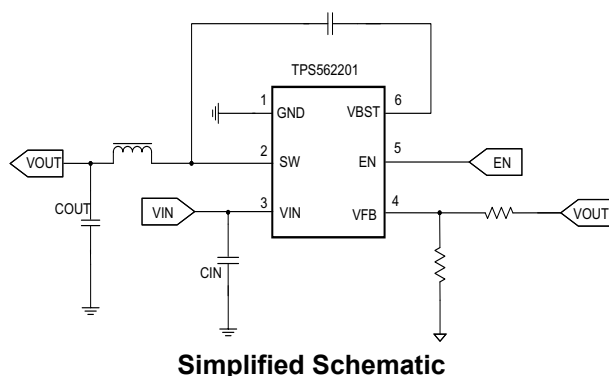 TPS562201
1
GND
VBST
6
VOUT
2
SW
EN
5
EN
COUT
VIN
3
VIN
VFB
4
VOUT
CIN
Simplified Schematic